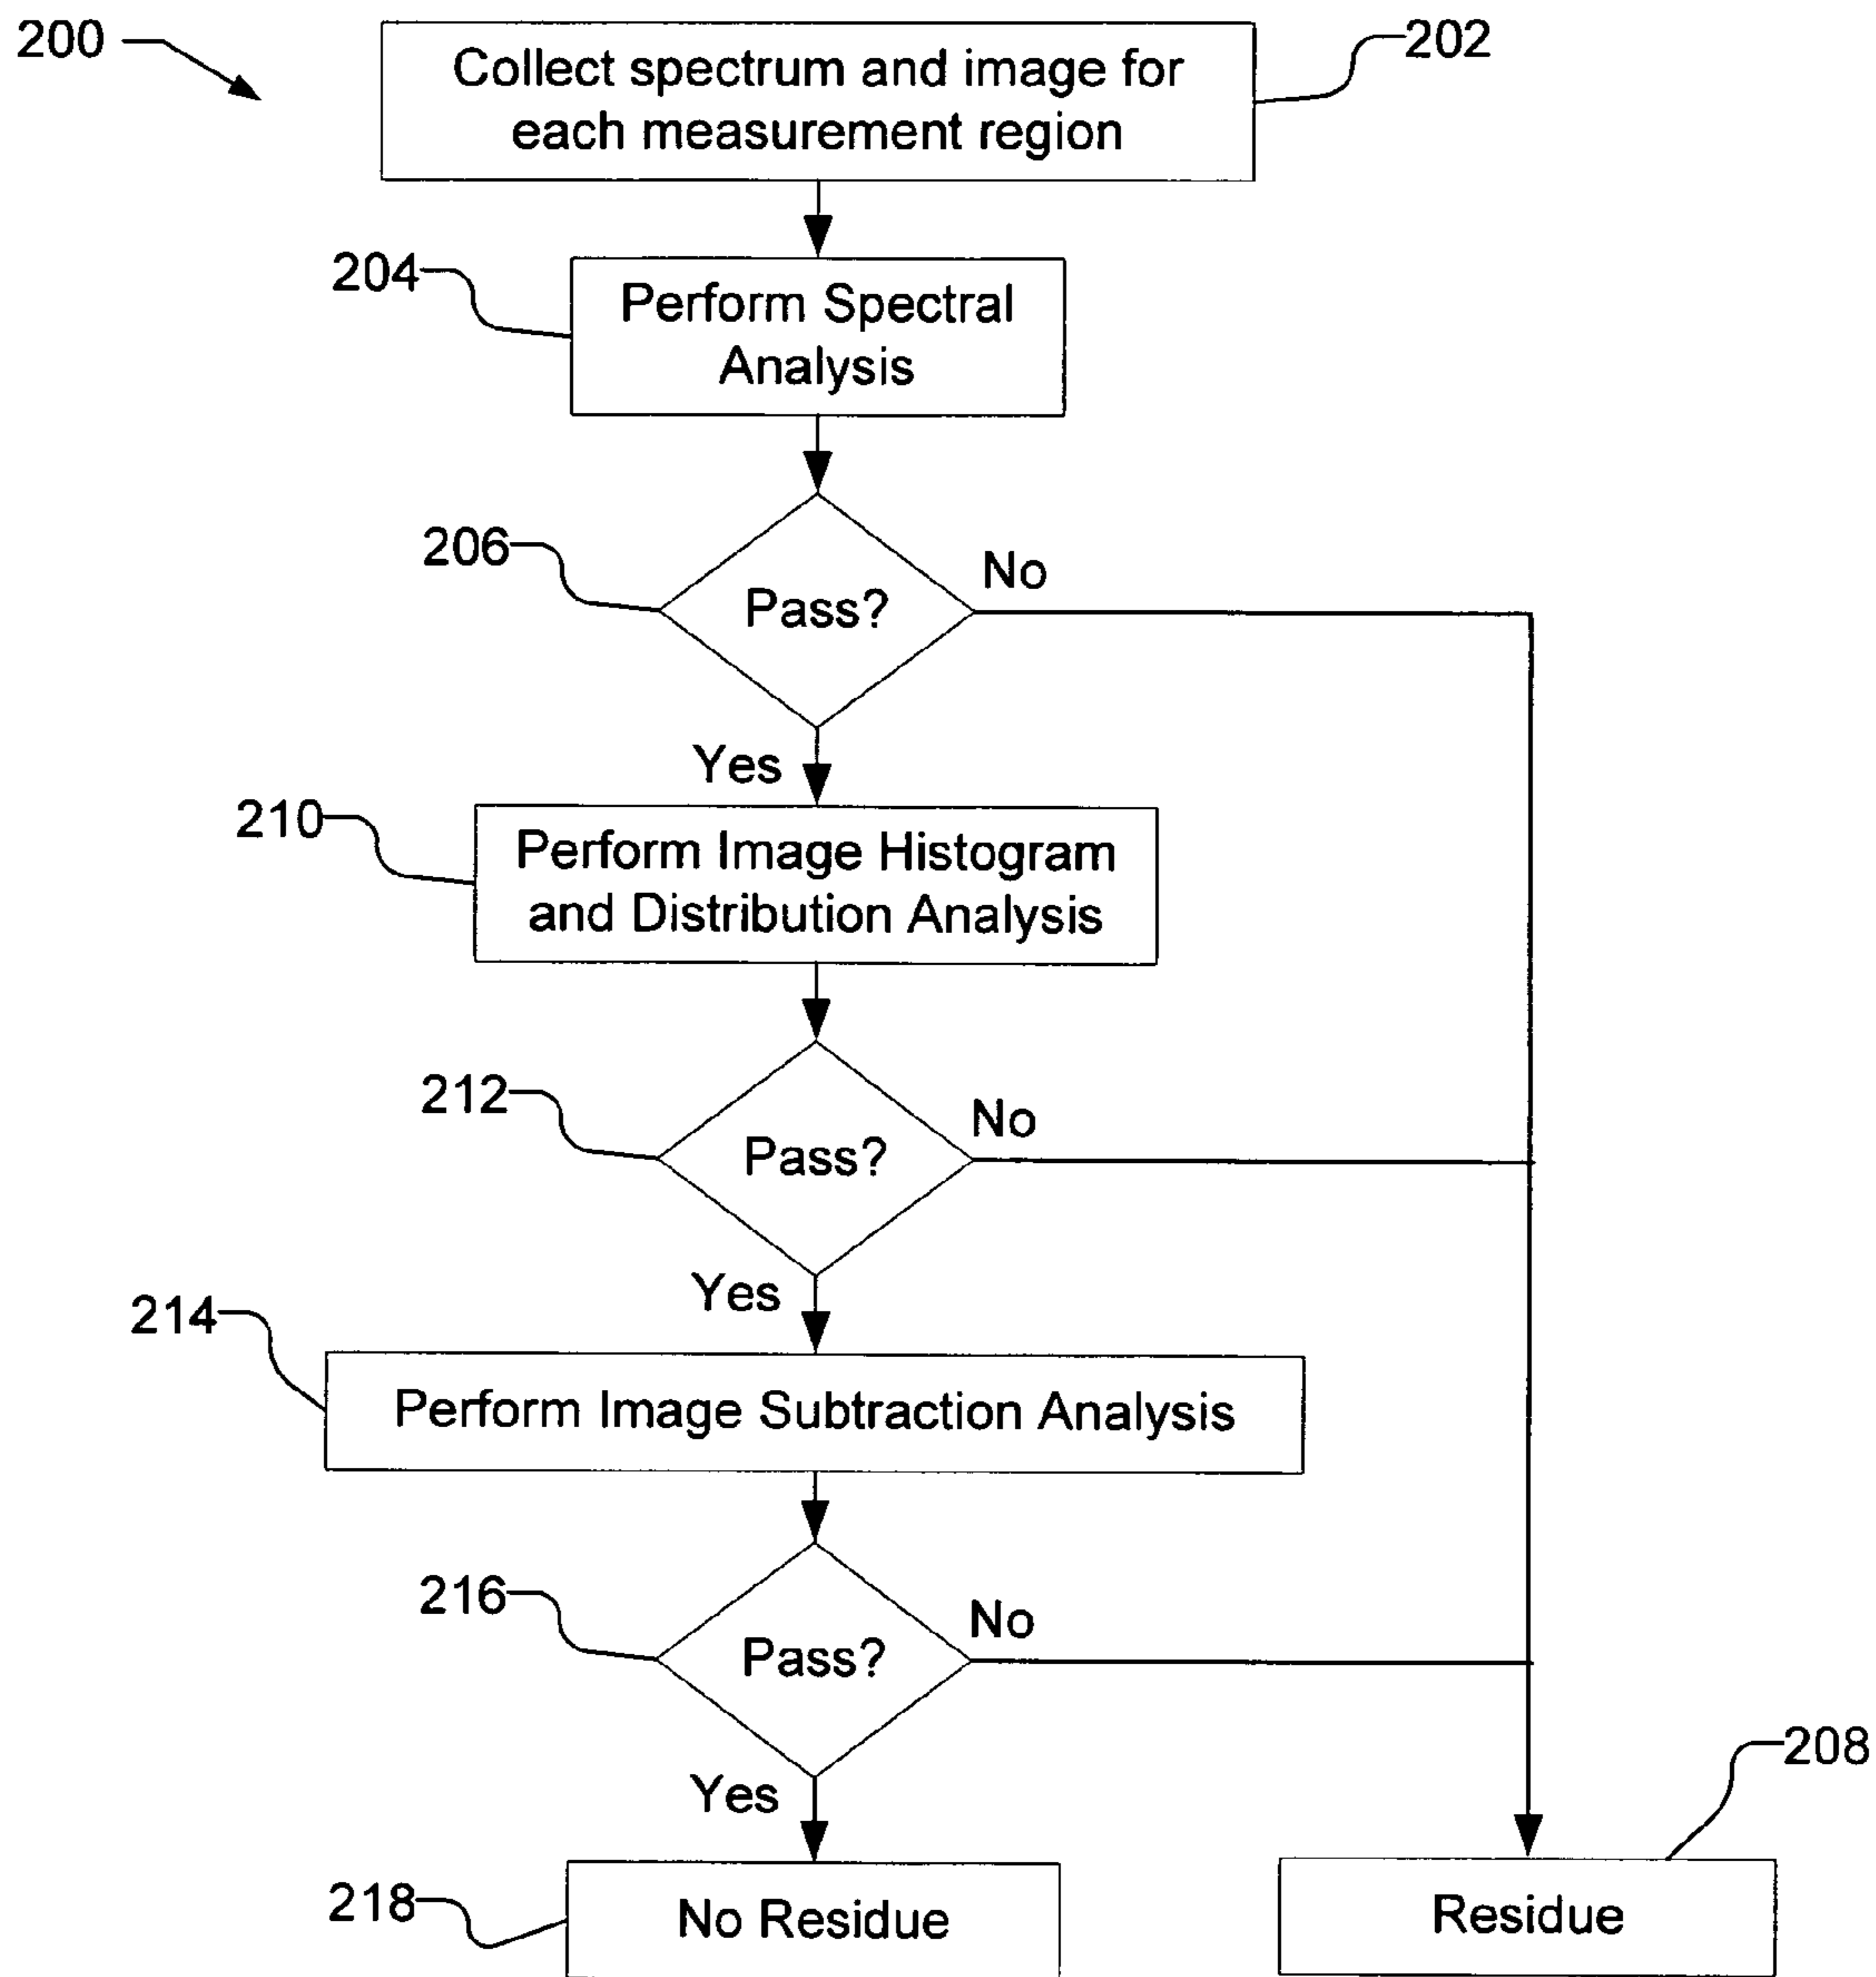 200
202
Collect spectrum and image for
each measurement region
204
Perform Spectral
Analysis
206
Pass?
No
Yes
210
Perform Image Histogram
and Distribution Analysis
212
Pass?
No
Yes
214
Perform Image Subtraction Analysis
216
Pass?
No
Yes
208
218
No Residue
Residue